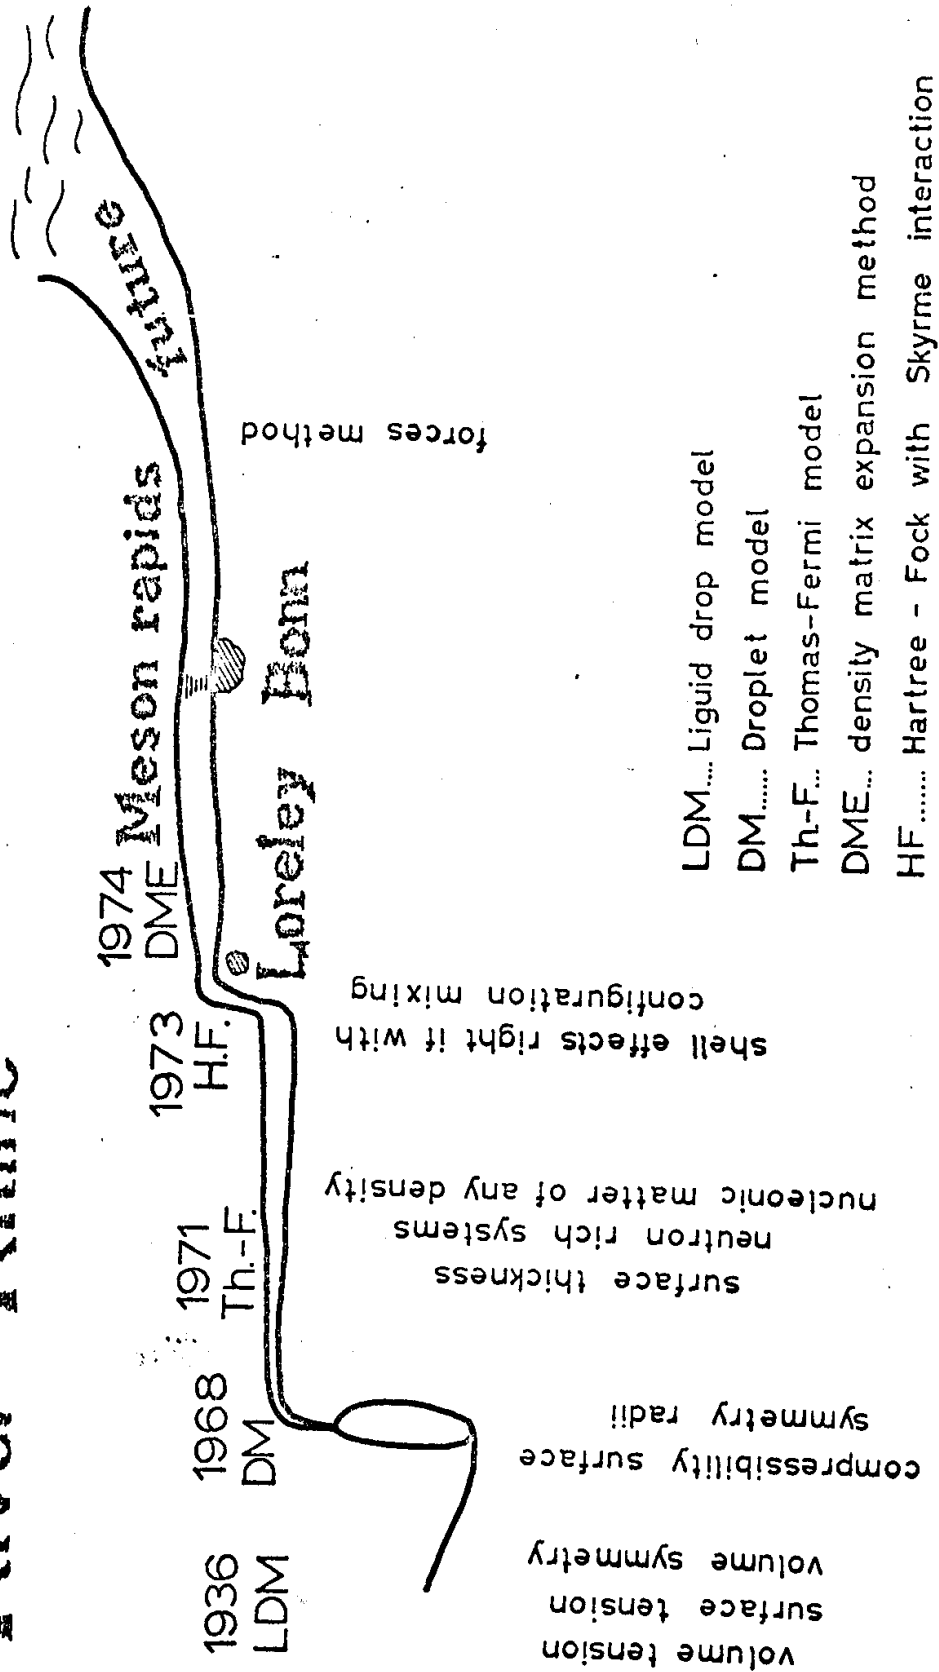 1936
LDM
1968
DM
1971
Th.-F.
1973
H.F.
1974
DME
Meson rapids
future
Loreley
Bonn
volume tension
surface tension
volume symmetry
compressibility surface
symmetry radii
surface thickness
neutron rich systems
nucleonic matter of any density
shell effects right if with
configuration mixing
forces method
LDM.... Liguid drop model
DM...... Droplet model
Th.-F... Thomas-Fermi model
DME... density matrix expansion method
HF ....... Hartree - Fock with Skyrme interaction